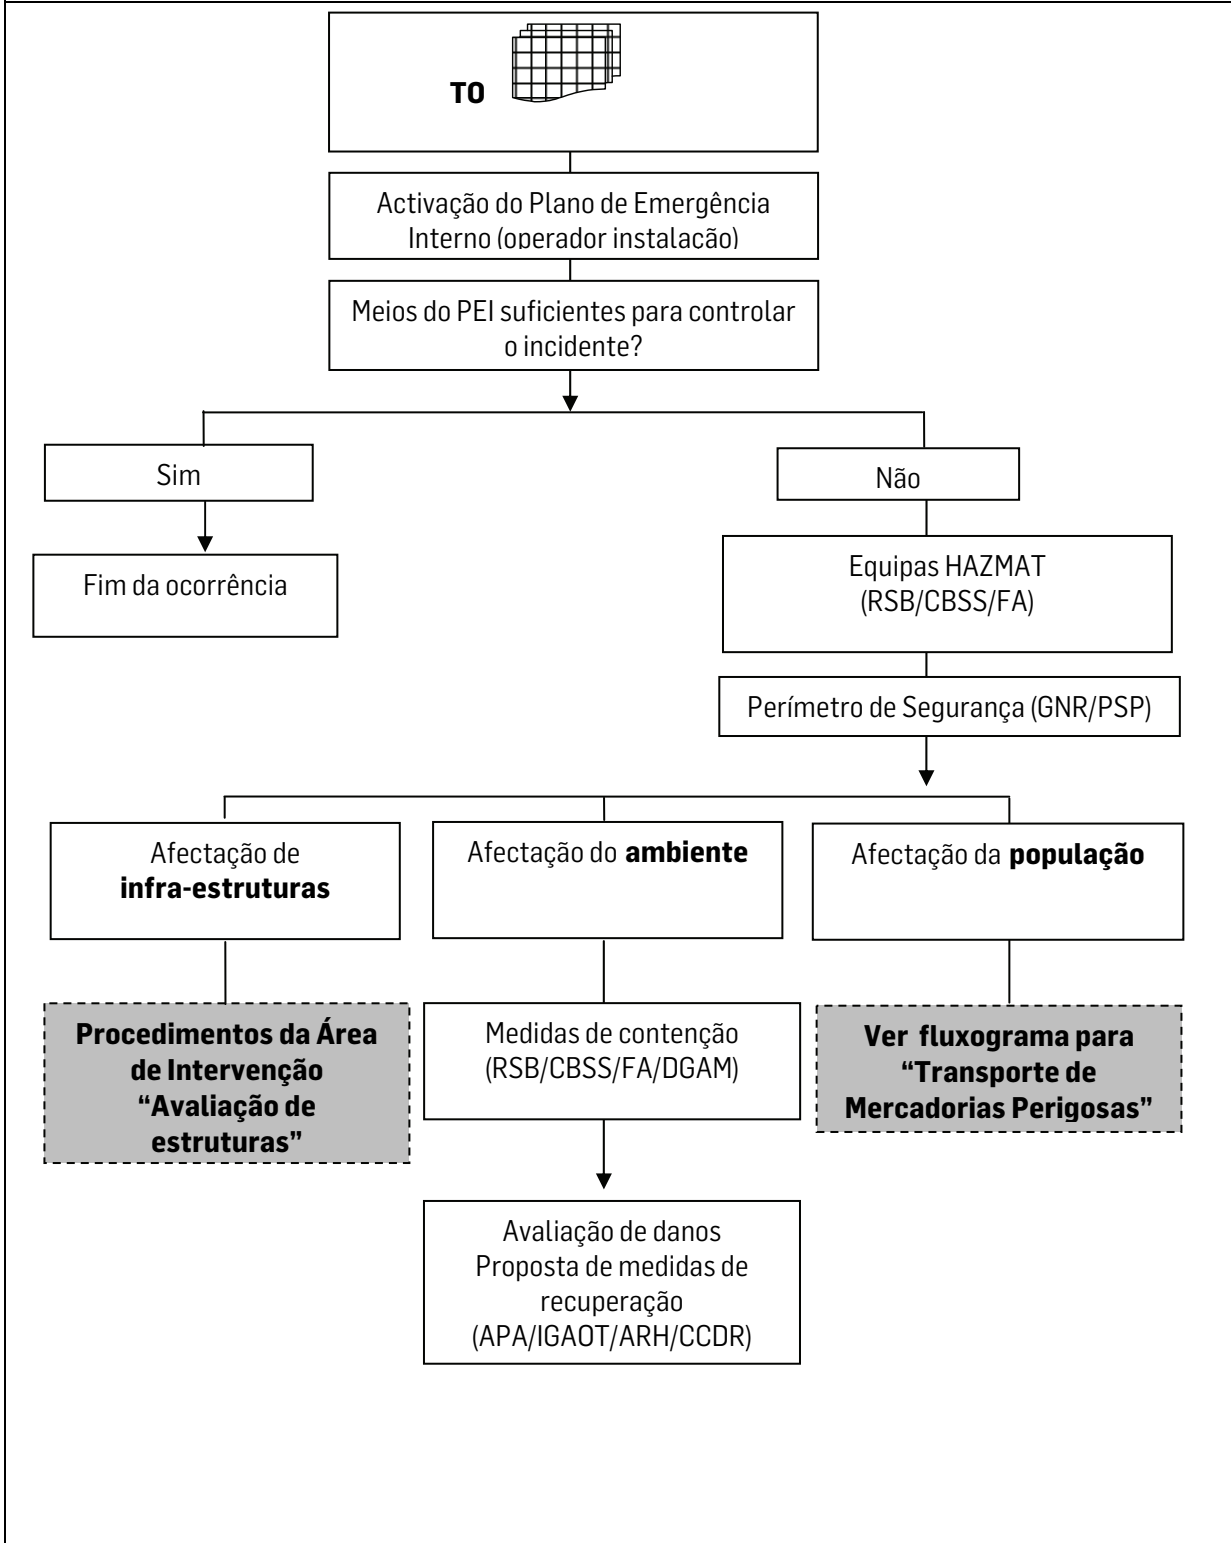 TO
Activação do Plano de Emergência
Interno (operador instalação)
Meios do PEI suficientes para controlar
o incidente?
Sim
Não
Fim da ocorrência
Equipas HAZMAT
(RSB/CBSS/FA)
Perímetro de Segurança (GNR/PSP)
Afectação de
infra-estruturas
Afectação do ambiente
Afectação da população
Procedimentos da Área
de Intervenção
“Avaliação de
estruturas”
Medidas de contenção
(RSB/CBSS/FA/DGAM)
Ver fluxograma para
“Transporte de
Mercadorias Perigosas”
Avaliação de danos
Proposta de medidas de
recuperação
(APA/IGAOT/ARH/CCDR)